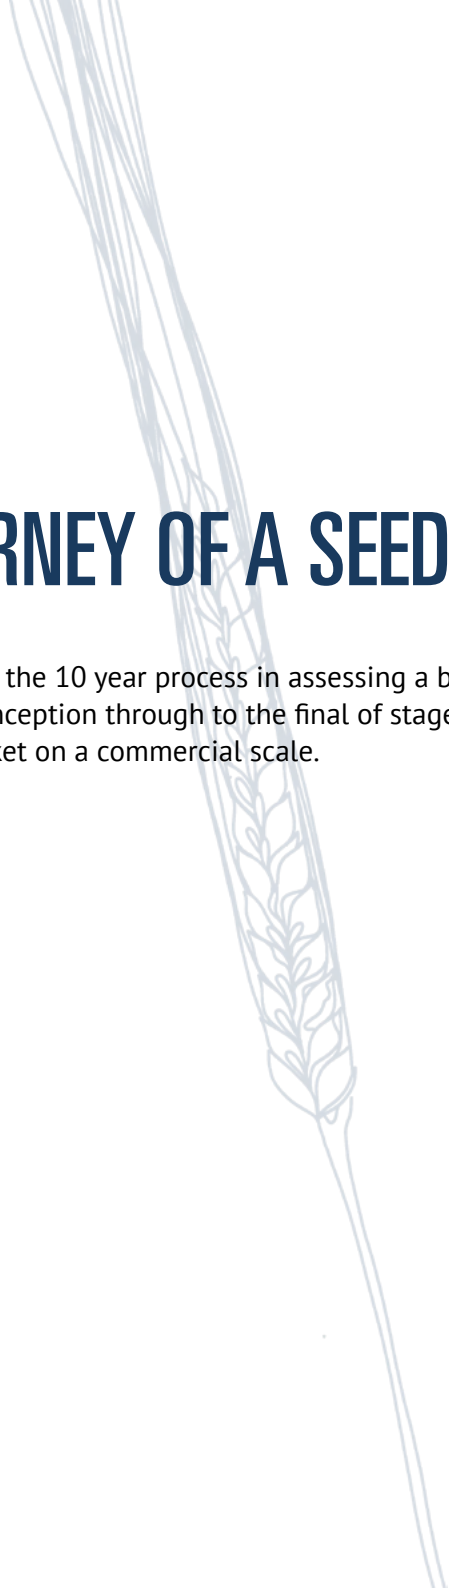 RNEY OF A SEED
the 10 year process in assessing a b
nception through to the final of stage
ket on a commercial scale.